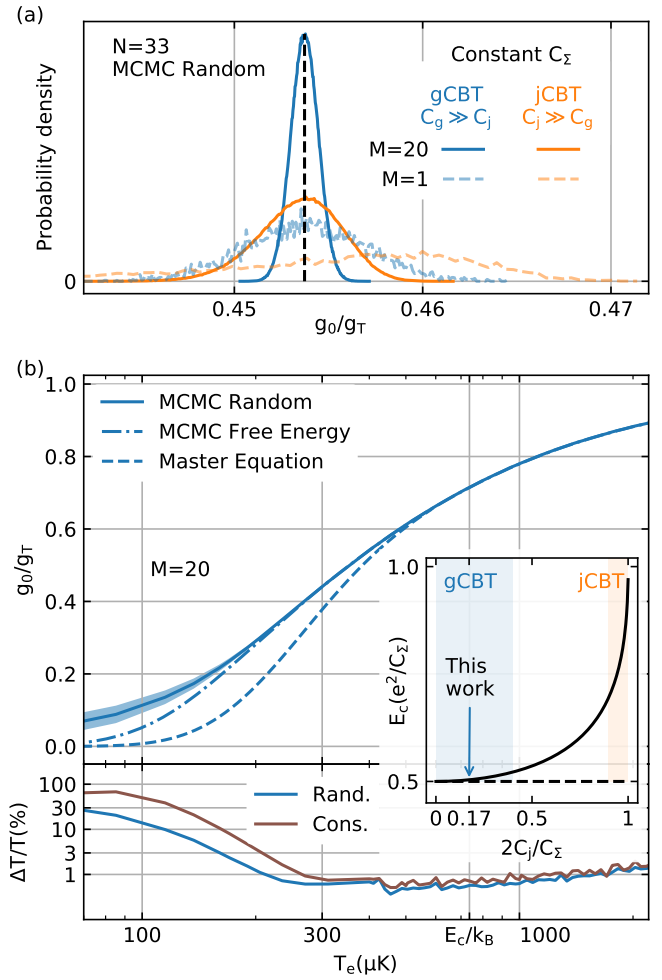 (a)
N=33
MCMC Random
Constant C_Σ
gCBT jCBT
C_g ≫ C_j C_j ≫ C_g
M=20
M=1
Probability density
0
0.45 0.46 0.47
g_0/g_T
(b)
1.0
0.8
0.6
0.4
0.2
0.0
g_0/g_T
MCMC Random
MCMC Free Energy
Master Equation
M=20
1.0
gCBT jCBT
E_c(e^2/C_Σ)
This
work
0.5
0 0.17 0.5 1
2C_j/C_Σ
100
30
10
3
1
ΔT/T(%)
Rand.
Cons.
100 300 E_c/k_B 1000
T_e(μK)